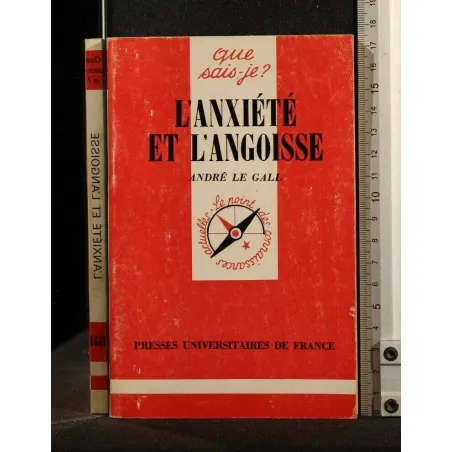 que
sais-je?
L'ANXIÉTÉ
ET L'ANGOISSE
ANDRÉ LE GALL
Le point des connaissances actuelles.
PRESSES UNIVERSITAIRES DE FRANCE
L'ANXIÉTÉ ET L'ANGOISSE